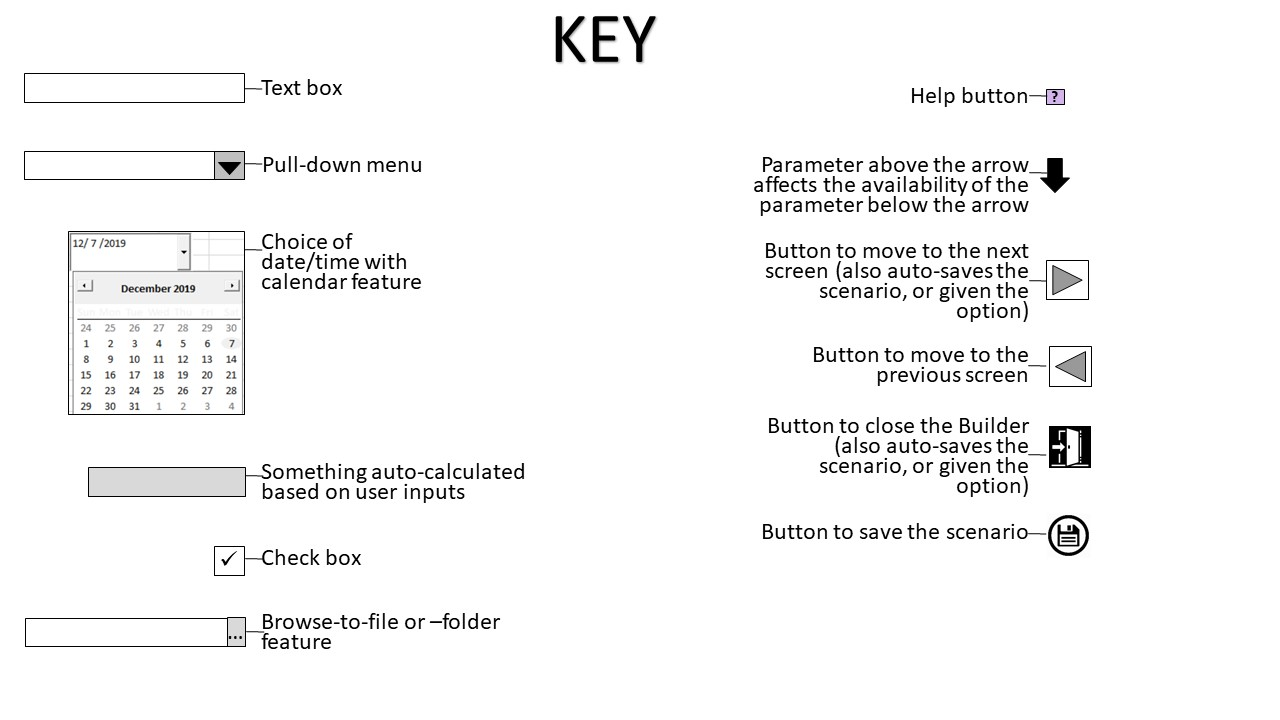 KEY
Text box
Pull-down menu
12/ 7 /2019
December 2019
24 25 26 27 28 29 30
1 2 3 4 5 6 7
8 9 10 11 12 13 14
15 16 17 18 19 20 21
22 23 24 25 26 27 28
29 30 31 1 2 3 4
Choice of
date/time with
calendar feature
Something auto-calculated
based on user inputs
Check box
...
Browse-to-file or –folder
feature
Help button
?
Parameter above the arrow
affects the availability of the
parameter below the arrow
Button to move to the next
screen (also auto-saves the
scenario, or given the
option)
Button to move to the
previous screen
Button to close the Builder
(also auto-saves the
scenario, or given the
option)
Button to save the scenario